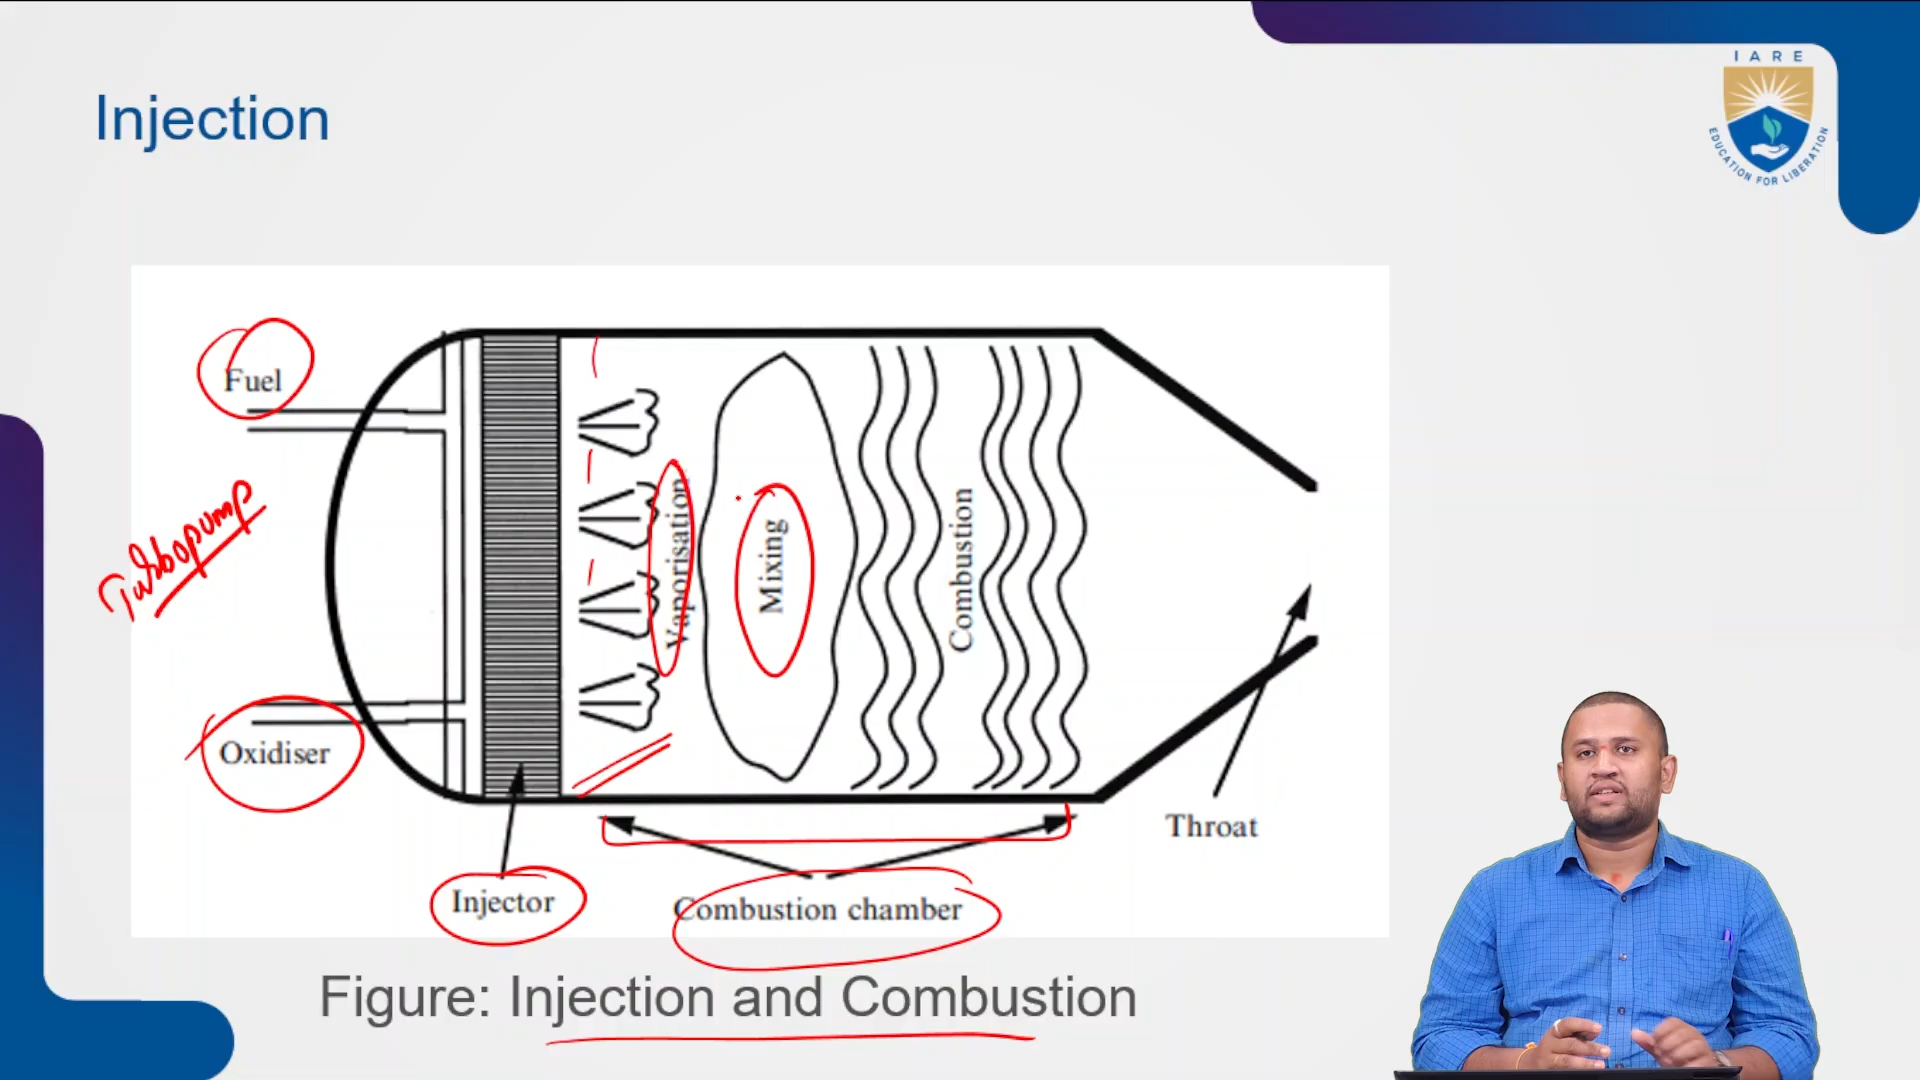 IARE
EDUCATION FOR LIBERATION
Injection
Fuel
Turbopump
Oxidiser
Vaporisation
Mixing
Combustion
Throat
Injector
Combustion chamber
Figure: Injection and Combustion